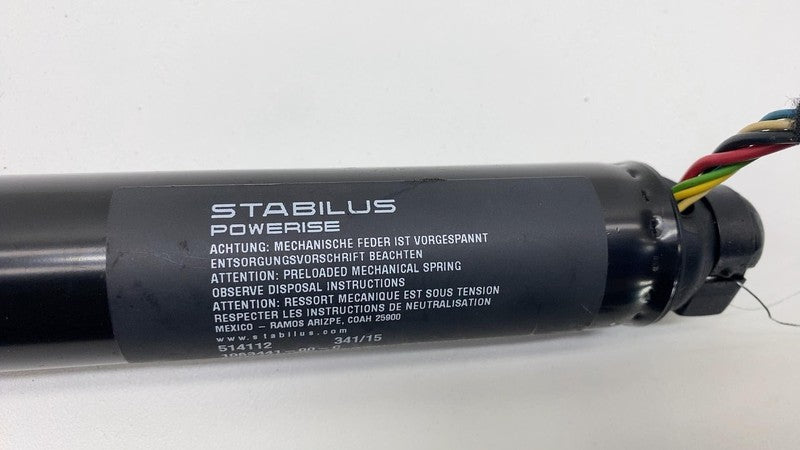 STABILUS
POWERISE
ACHTUNG: MECHANISCHE FEDER IST VORGESPANNT
ENTSORGUNGSVORSCHRIFT BEACHTEN
ATTENTION: PRELOADED MECHANICAL SPRING
OBSERVE DISPOSAL INSTRUCTIONS
ATTENTION: RESSORT MECANIQUE EST SOUS TENSION
RESPECTER LES INSTRUCTIONS DE NEUTRALISATION
MEXICO – RAMOS ARIZPE, COAH 25900
www.stabilus.com
514112 341/15